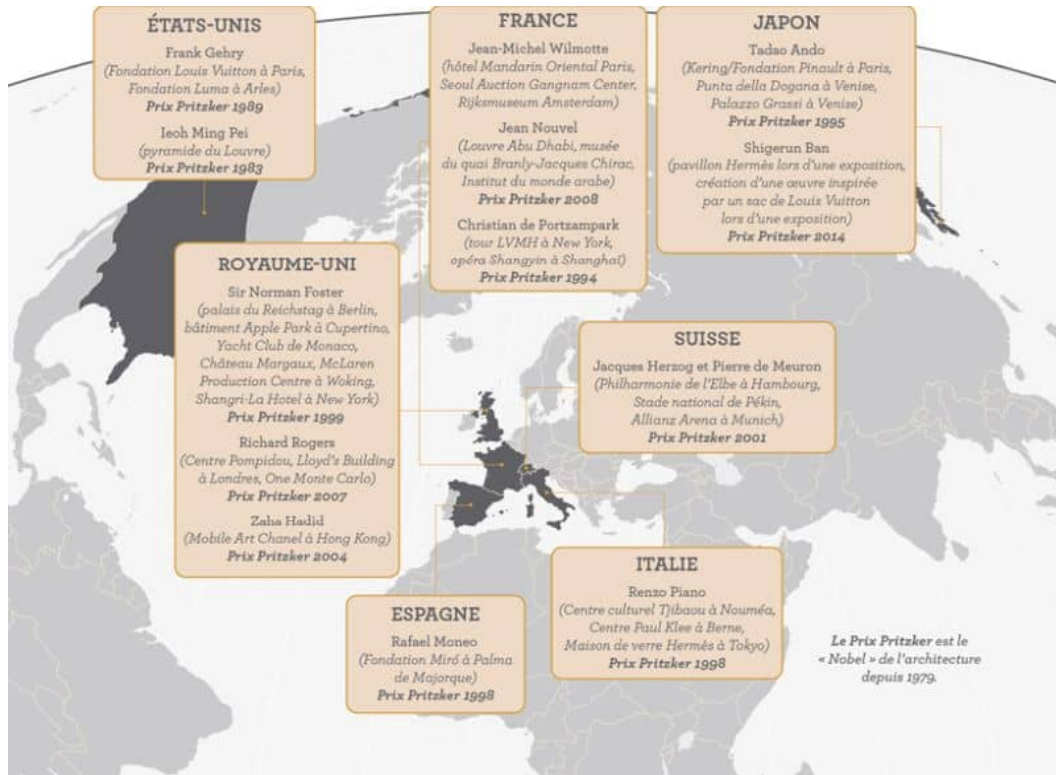 ÉTATS-UNIS
Frank Gehry
(Fondation Louis Vuitton à Paris,
Fondation Luma à Arles)
Prix Pritzker 1989
Ieoh Ming Pei
(pyramide du Louvre)
Prix Pritzker 1983
FRANCE
Jean-Michel Wilmotte
(hôtel Mandarin Oriental Paris,
Seoul Auction Gangnam Center,
Rijksmuseum Amsterdam)
Jean Nouvel
(Louvre Abu Dhabi, musée
du quai Branly-Jacques Chirac,
Institut du monde arabe)
Prix Pritzker 2008
Christian de Portzampark
(tour LVMH à New York,
opéra Shangyin à Shanghaï)
Prix Pritzker 1994
JAPON
Tadao Ando
(Kering/Fondation Pinault à Paris,
Punta della Dogana à Venise,
Palazzo Grassi à Venise)
Prix Pritzker 1995
Shigerun Ban
(pavillon Hermès lors d'une exposition,
création d'une œuvre inspirée
par un sac de Louis Vuitton
lors d'une exposition)
Prix Pritzker 2014
ROYAUME-UNI
Sir Norman Foster
(palais du Reichstag à Berlin,
bâtiment Apple Park à Cupertino,
Yacht Club de Monaco,
Château Margaux, McLaren
Production Centre à Woking,
Shangri-La Hotel à New York)
Prix Pritzker 1999
Richard Rogers
(Centre Pompidou, Lloyd's Building
à Londres, One Monte Carlo)
Prix Pritzker 2007
Zaha Hadid
(Mobile Art Chanel à Hong Kong)
Prix Pritzker 2004
SUISSE
Jacques Herzog et Pierre de Meuron
(Philharmonie de l'Elbe à Hambourg,
Stade national de Pékin,
Allianz Arena à Munich)
Prix Pritzker 2001
ESPAGNE
Rafael Moneo
(Fondation Miró à Palma
de Majorque)
Prix Pritzker 1998
ITALIE
Renzo Piano
(Centre culturel Tjibaou à Nouméa,
Centre Paul Klee à Berne,
Maison de verre Hermès à Tokyo)
Prix Pritzker 1998
Le Prix Pritzker est le
« Nobel » de l'architecture
depuis 1979.